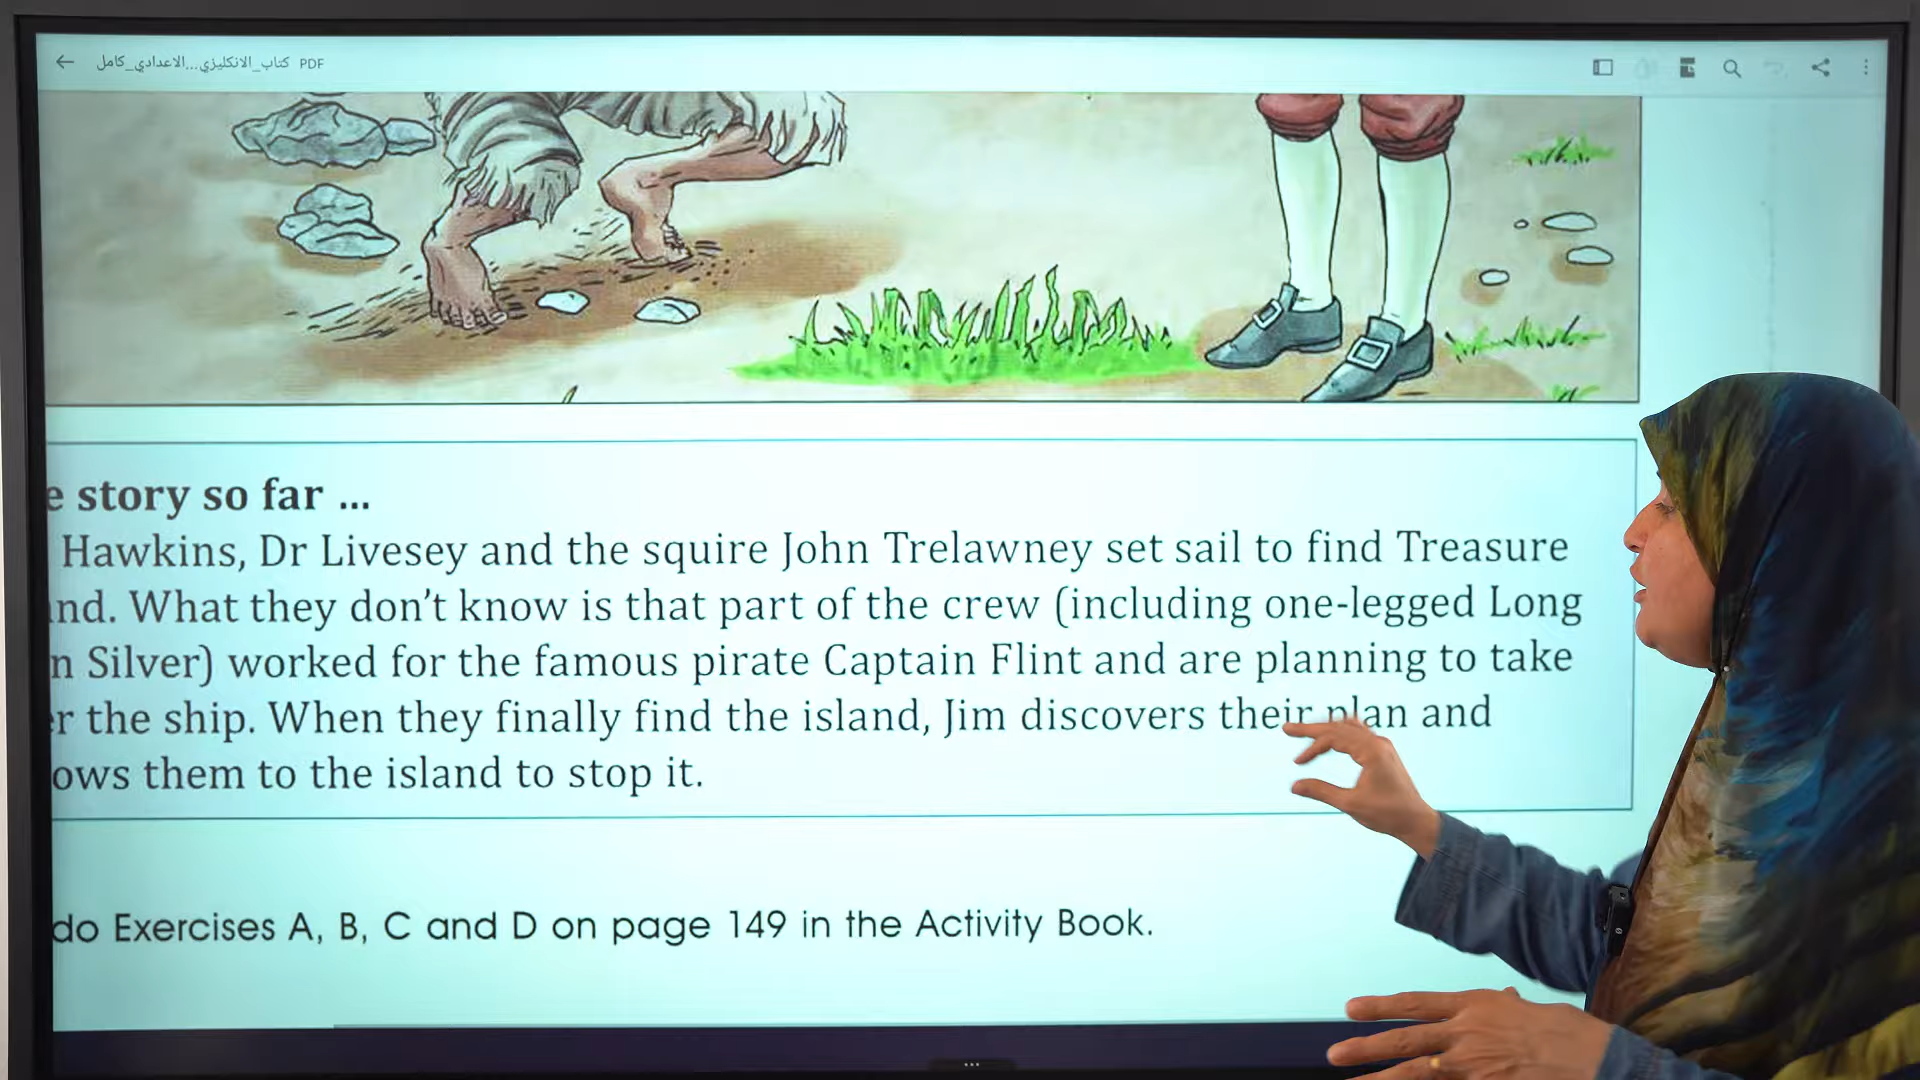 كتاب_الانكليزي...الاعدادي_كامل PDF
e story so far ...
Hawkins, Dr Livesey and the squire John Trelawney set sail to find Treasure
nd. What they don't know is that part of the crew (including one-legged Long
n Silver) worked for the famous pirate Captain Flint and are planning to take
er the ship. When they finally find the island, Jim discovers their plan and
ows them to the island to stop it.
do Exercises A, B, C and D on page 149 in the Activity Book.